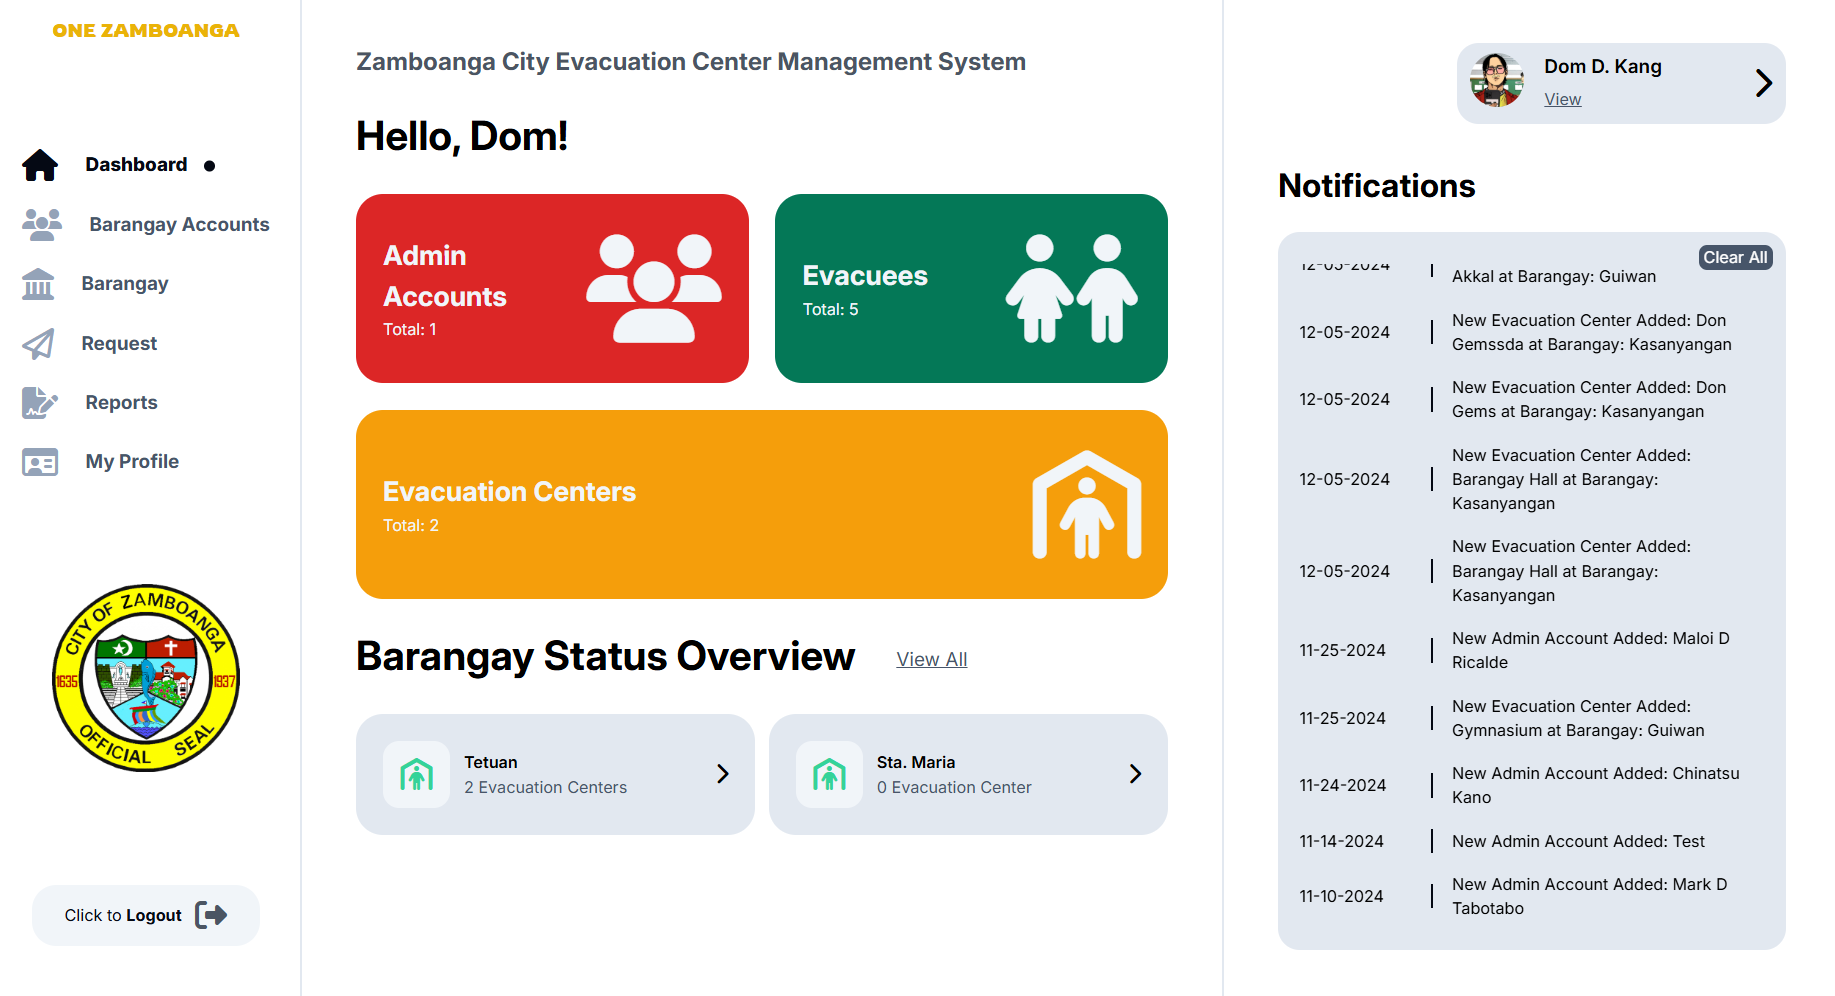 ONE ZAMBOANGA
Dashboard
Barangay Accounts
Barangay
Request
Reports
My Profile
CITY OF ZAMBOANGA
1635
1937
OFFICIAL SEAL
Click to Logout
Zamboanga City Evacuation Center Management System
Hello, Dom!
Admin
Accounts
Total: 1
Evacuees
Total: 5
Evacuation Centers
Total: 2
Barangay Status Overview
View All
Tetuan
2 Evacuation Centers
Sta. Maria
0 Evacuation Center
Dom D. Kang
View
Notifications
Clear All
12-05-2024
Akkal at Barangay: Guiwan
12-05-2024
New Evacuation Center Added: Don
Gemssda at Barangay: Kasanyangan
12-05-2024
New Evacuation Center Added: Don
Gems at Barangay: Kasanyangan
12-05-2024
New Evacuation Center Added:
Barangay Hall at Barangay:
Kasanyangan
12-05-2024
New Evacuation Center Added:
Barangay Hall at Barangay:
Kasanyangan
11-25-2024
New Admin Account Added: Maloi D
Ricalde
11-25-2024
New Evacuation Center Added:
Gymnasium at Barangay: Guiwan
11-24-2024
New Admin Account Added: Chinatsu
Kano
11-14-2024
New Admin Account Added: Test
11-10-2024
New Admin Account Added: Mark D
Tabotabo